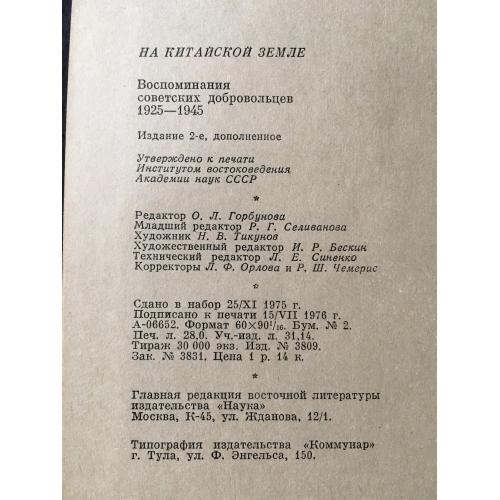 НА КИТАЙСКОЙ ЗЕМЛЕ
Воспоминания
советских добровольцев
1925—1945
Издание 2-е, дополненное
Утверждено к печати
Институтом востоковедения
Академии наук СССР
*
Редактор О. Л. Горбунова
Младший редактор Р. Г. Селиванова
Художник Н. В. Тикунов
Художественный редактор И. Р. Бескин
Технический редактор Л. Е. Синенко
Корректоры Л. Ф. Орлова и Р. Ш. Чемерис
*
Сдано в набор 25/XI 1975 г.
Подписано к печати 15/VII 1976 г.
А-06652. Формат 60×90¹/₁₆. Бум. № 2.
Печ. л. 28,0. Уч.-изд. л. 31,14.
Тираж 30 000 экз. Изд. № 3809.
Зак. № 3831. Цена 1 р. 14 к.
*
Главная редакция восточной литературы
издательства «Наука»
Москва, К-45, ул. Жданова, 12/1.
Типография издательства «Коммунар»
г. Тула, ул. Ф. Энгельса, 150.